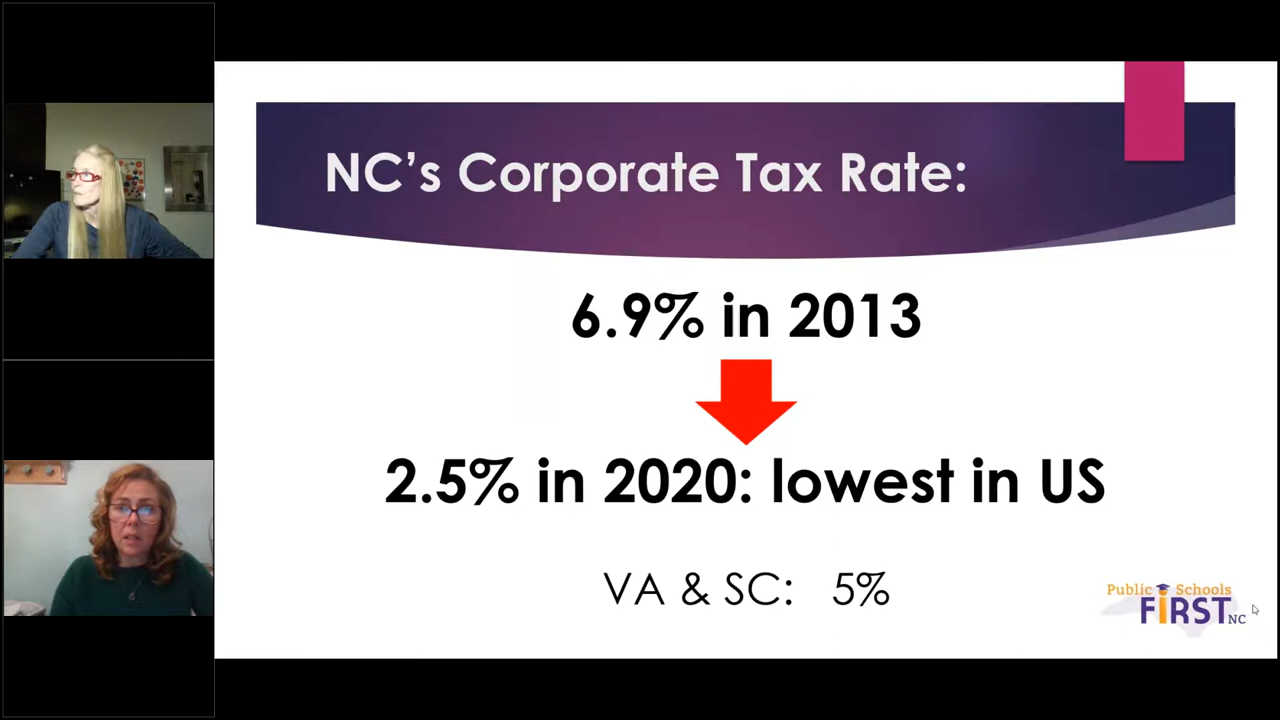 NC’s Corporate Tax Rate:
6.9% in 2013
2.5% in 2020: lowest in US
VA & SC: 5%
Public Schools
FiRST NC